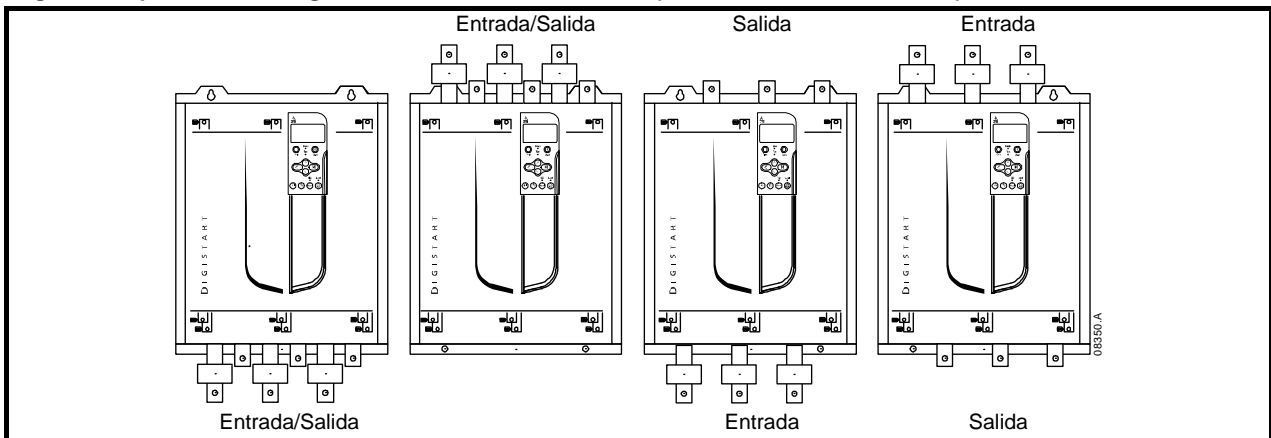 Entrada/Salida
Salida
Entrada
DIGISTART
DIGISTART
DIGISTART
DIGISTART
08350.A
Entrada/Salida
Entrada
Salida